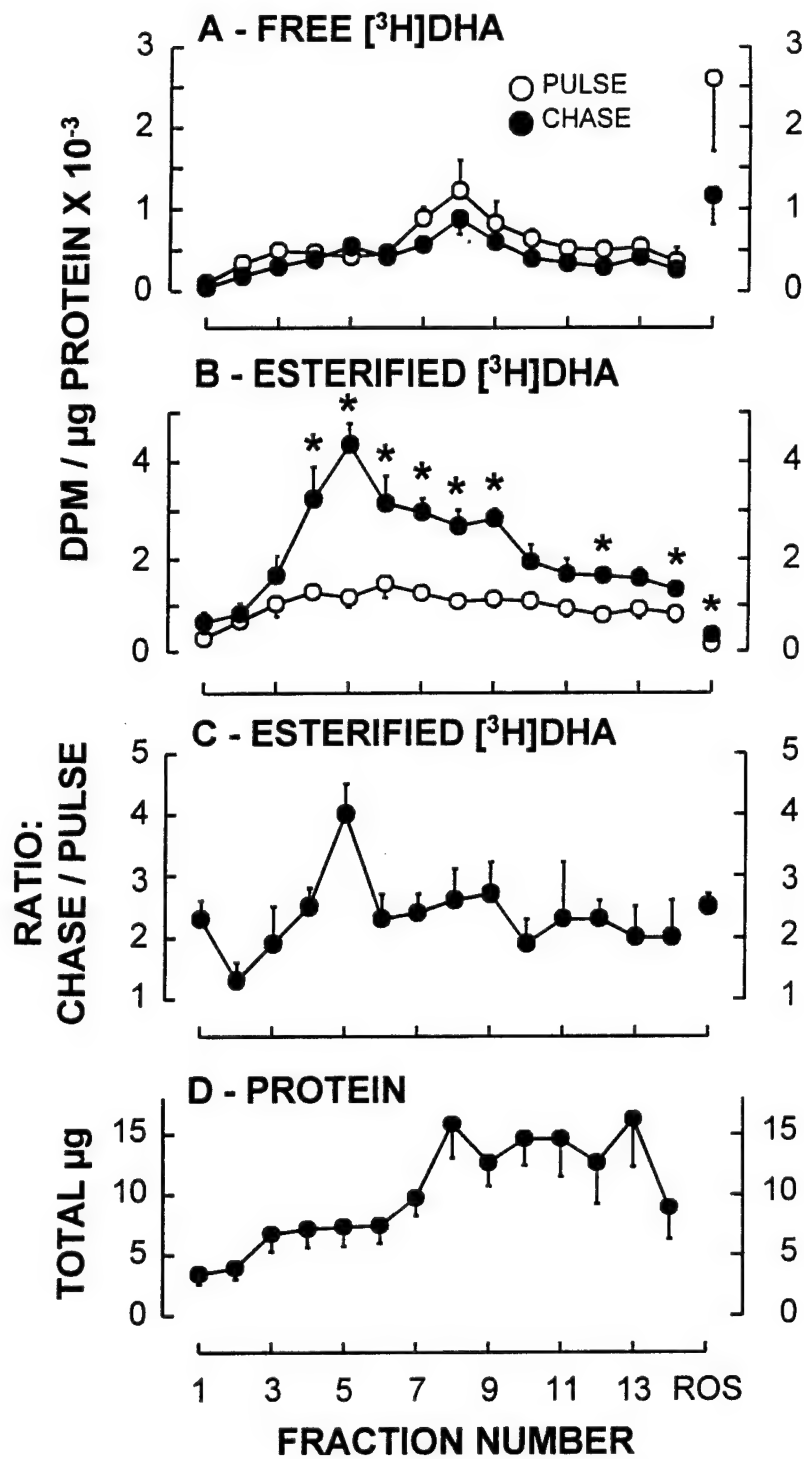 A - FREE [³H]DHA
PULSE
CHASE
3
2
1
0
3
2
1
0
DPM / µg PROTEIN X 10⁻³
B - ESTERIFIED [³H]DHA
* * * * * * * * *
4
2
0
4
2
0
C - ESTERIFIED [³H]DHA
RATIO:
CHASE / PULSE
5
4
3
2
1
5
4
3
2
1
D - PROTEIN
TOTAL µg
15
10
5
0
15
10
5
0
1 3 5 7 9 11 13 ROS
FRACTION NUMBER